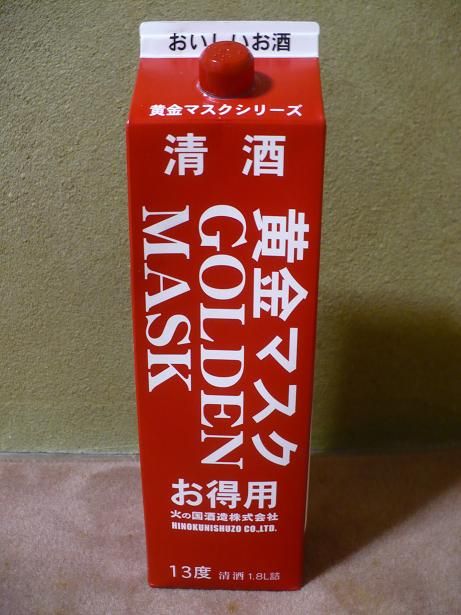 おいしいお酒
黄金マスクシリーズ
清酒
黄金マスク
GOLDEN
MASK
お得用
火の国酒造株式会社
HINOKUNISHUZO CO.,LTD.
13度 清酒 1.8L詰